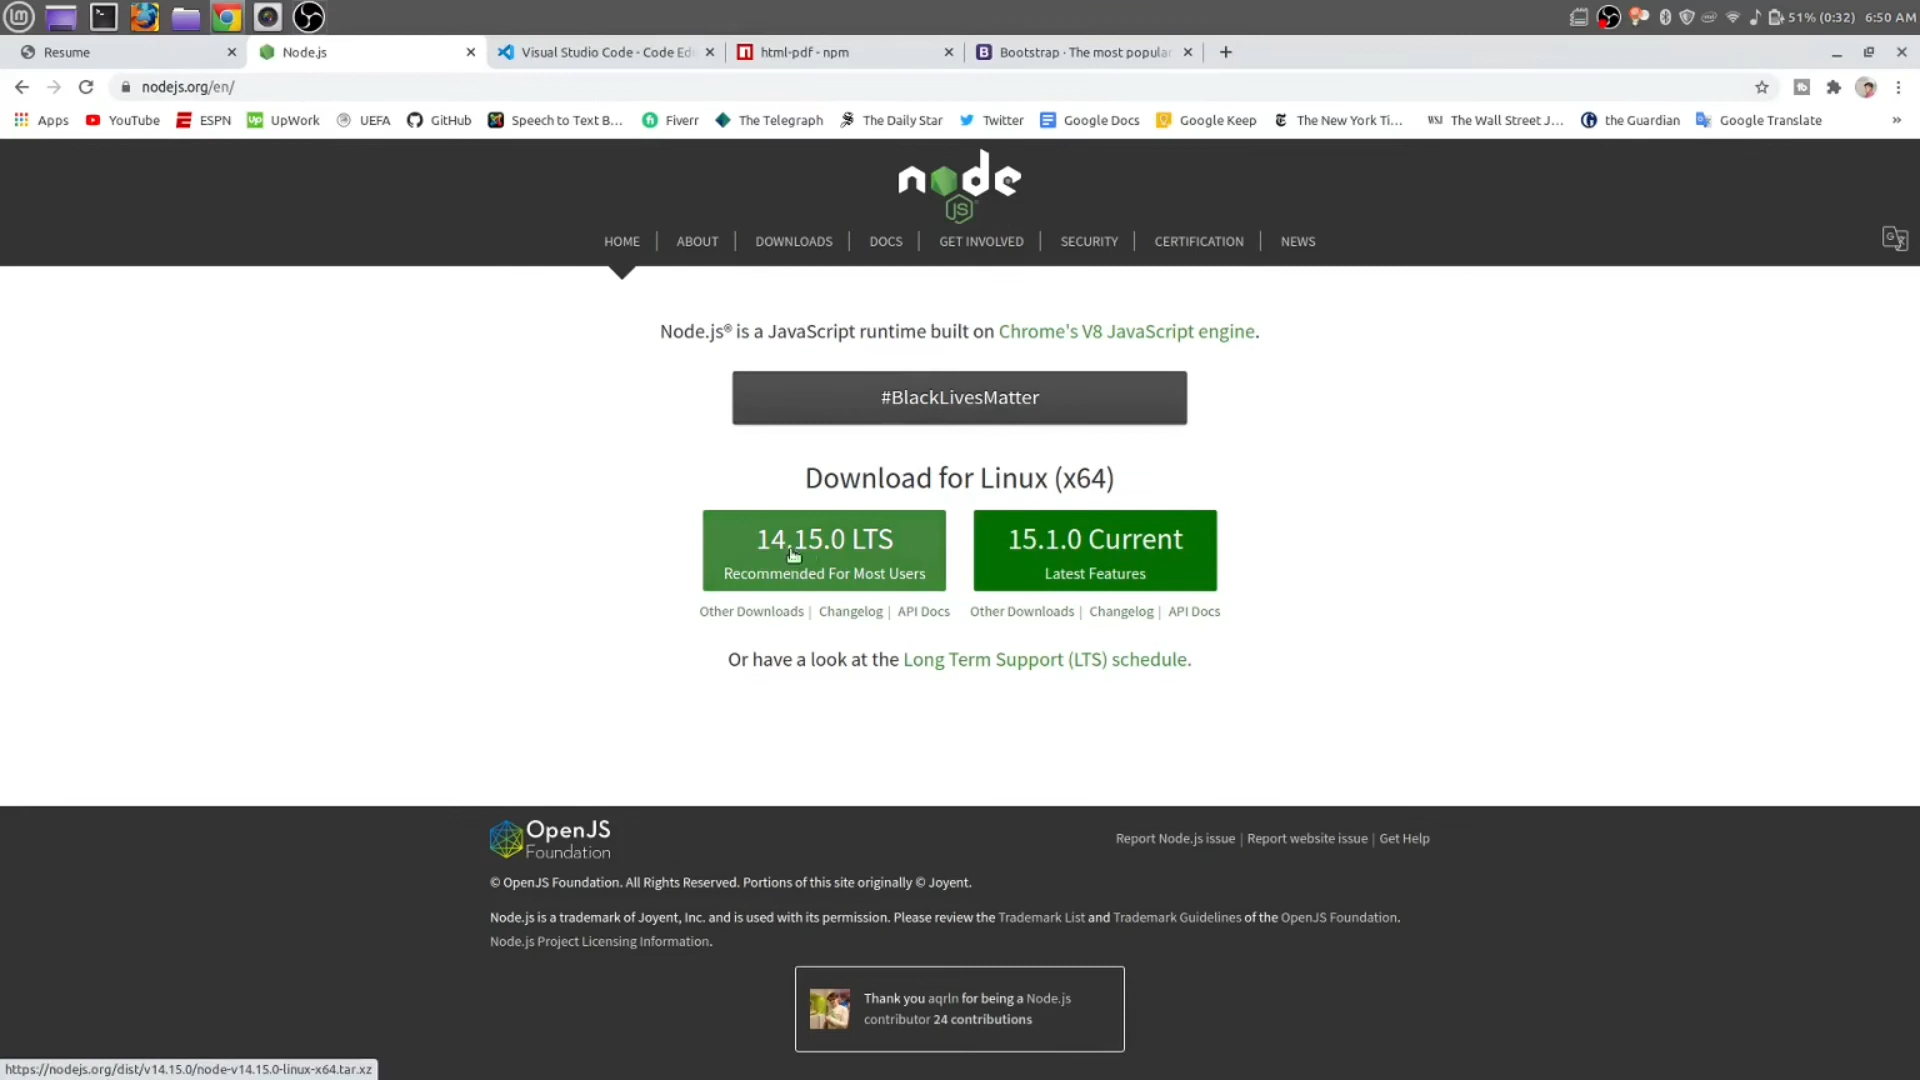 51% (0:32) 6:50 AM
Resume
Node.js
Visual Studio Code - Code Edi
html-pdf - npm
Bootstrap · The most popular
nodejs.org/en/
Apps
YouTube
ESPN
UpWork
UEFA
GitHub
Speech to Text B...
Fiverr
The Telegraph
The Daily Star
Twitter
Google Docs
Google Keep
The New York Ti...
WSJ The Wall Street J...
the Guardian
Google Translate
»
node
JS
HOME | ABOUT | DOWNLOADS | DOCS | GET INVOLVED | SECURITY | CERTIFICATION | NEWS
Node.js® is a JavaScript runtime built on Chrome's V8 JavaScript engine.
#BlackLivesMatter
Download for Linux (x64)
14.15.0 LTS
Recommended For Most Users
15.1.0 Current
Latest Features
Other Downloads | Changelog | API Docs
Other Downloads | Changelog | API Docs
Or have a look at the Long Term Support (LTS) schedule.
OpenJS
Foundation
Report Node.js issue | Report website issue | Get Help
© OpenJS Foundation. All Rights Reserved. Portions of this site originally © Joyent.
Node.js is a trademark of Joyent, Inc. and is used with its permission. Please review the Trademark List and Trademark Guidelines of the OpenJS Foundation.
Node.js Project Licensing Information.
Thank you aqrln for being a Node.js
contributor 24 contributions
https://nodejs.org/dist/v14.15.0/node-v14.15.0-linux-x64.tar.xz